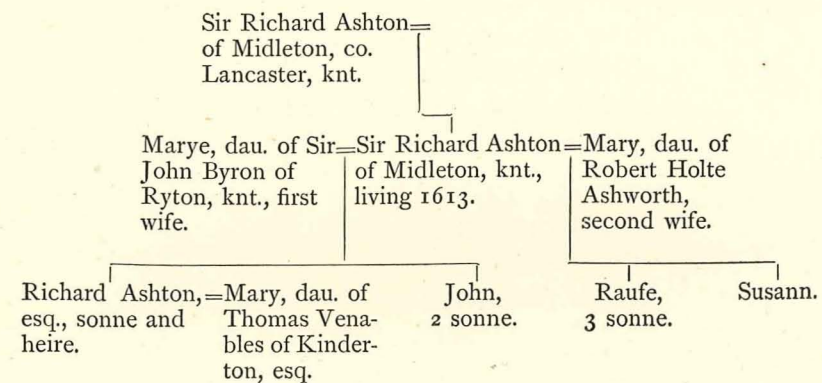 Sir Richard Ashton=
of Midleton, co.
Lancaster, knt.
Marye, dau. of Sir=Sir Richard Ashton=Mary, dau. of
John Byron of
Ryton, knt., first
wife.
of Midleton, knt.,
living 1613.
Robert Holte
Ashworth,
second wife.
Richard Ashton,=Mary, dau. of
esq., sonne and
heire.
Thomas Vena-
bles of Kinder-
ton, esq.
John,
2 sonne.
Raufe,
3 sonne.
Susann.